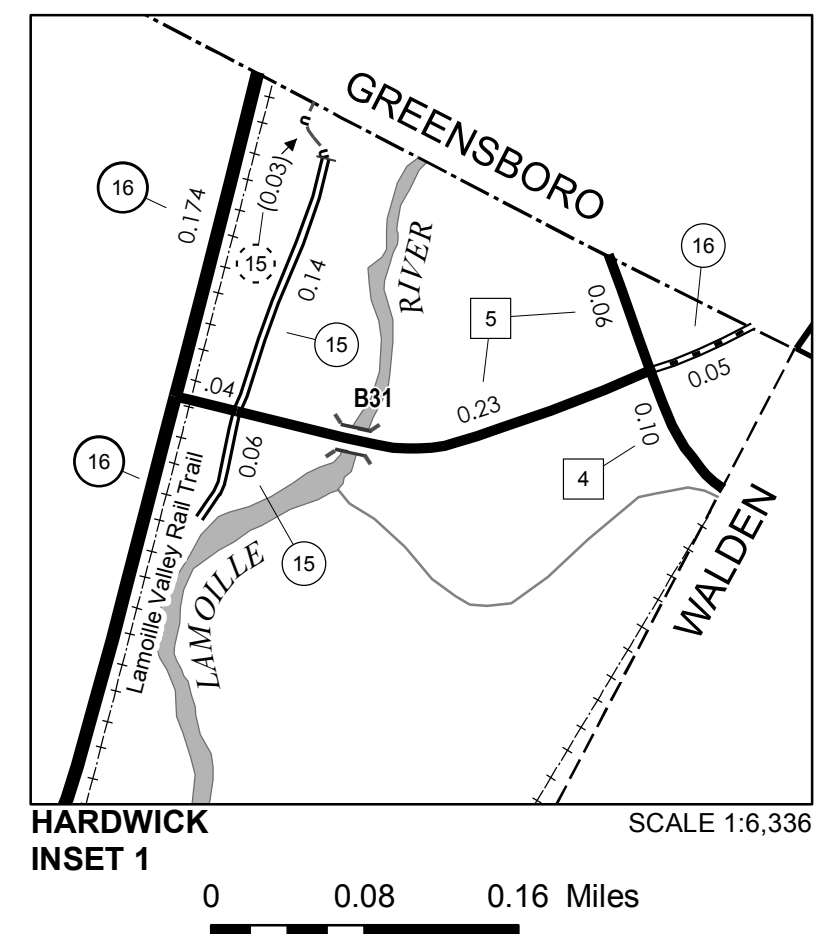 GREENSBORO
16
0.174
(0.03)
15
0.14
15
RIVER
5
0.06
16
0.05
.04
B31
0.23
0.10
4
16
0.06
15
Lamoille Valley Rail Trail
LAMOILLE
WALDEN
HARDWICK
INSET 1
SCALE 1:6,336
0 0.08 0.16 Miles